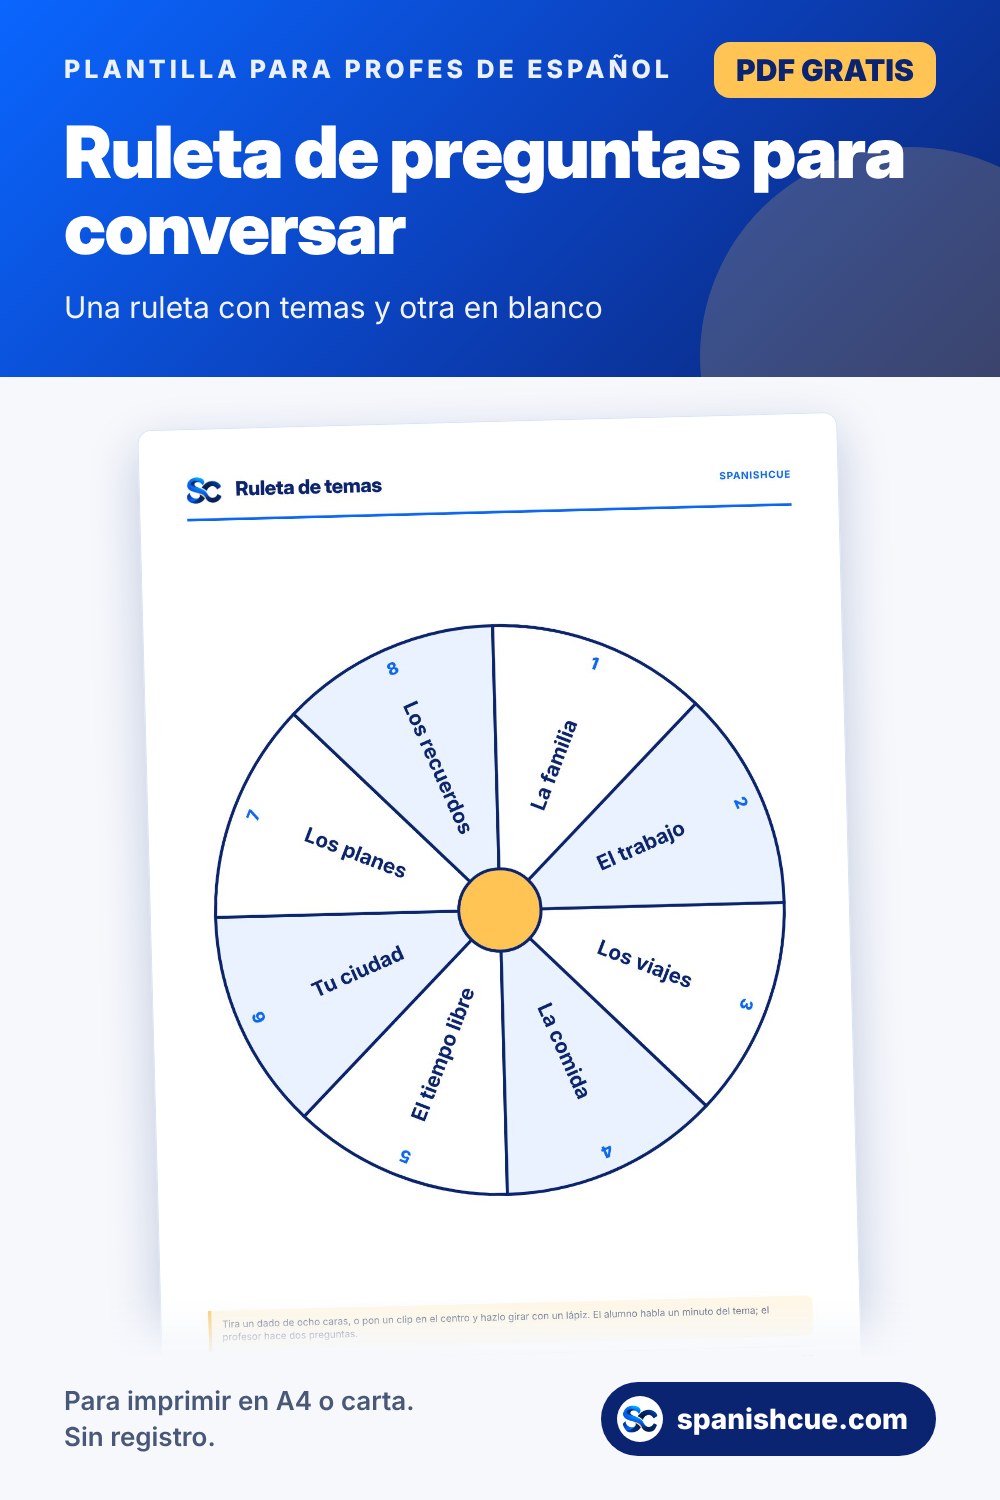 PLANTILLA PARA PROFES DE ESPAÑOL
PDF GRATIS
Ruleta de preguntas para
conversar
Una ruleta con temas y otra en blanco
SC Ruleta de temas
SPANISHCUE
1
La familia
2
El trabajo
3
Los viajes
4
La comida
5
El tiempo libre
6
Tu ciudad
7
Los planes
8
Los recuerdos
Tira un dado de ocho caras, o pon un clip en el centro y hazlo girar con un lápiz. El alumno habla un minuto del tema; el
profesor hace dos preguntas.
Para imprimir en A4 o carta.
Sin registro.
SC spanishcue.com